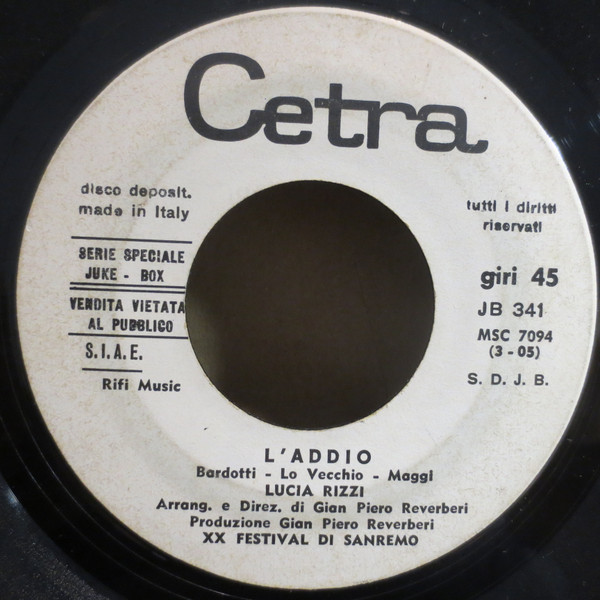 Cetra
disco deposit.
made in Italy
SERIE SPECIALE
JUKE - BOX
VENDITA VIETATA
AL PUBBLICO
S.I.A.E.
Rifi Music
tutti i diritti
riservati
giri 45
JB 341
MSC 7094
(3 - 05)
S. D. J. B.
L'ADDIO
Bardotti - Lo Vecchio - Maggi
LUCIA RIZZI
Arrang. e Direz. di Gian Piero Reverberi
Produzione Gian Piero Reverberi
XX FESTIVAL DI SANREMO